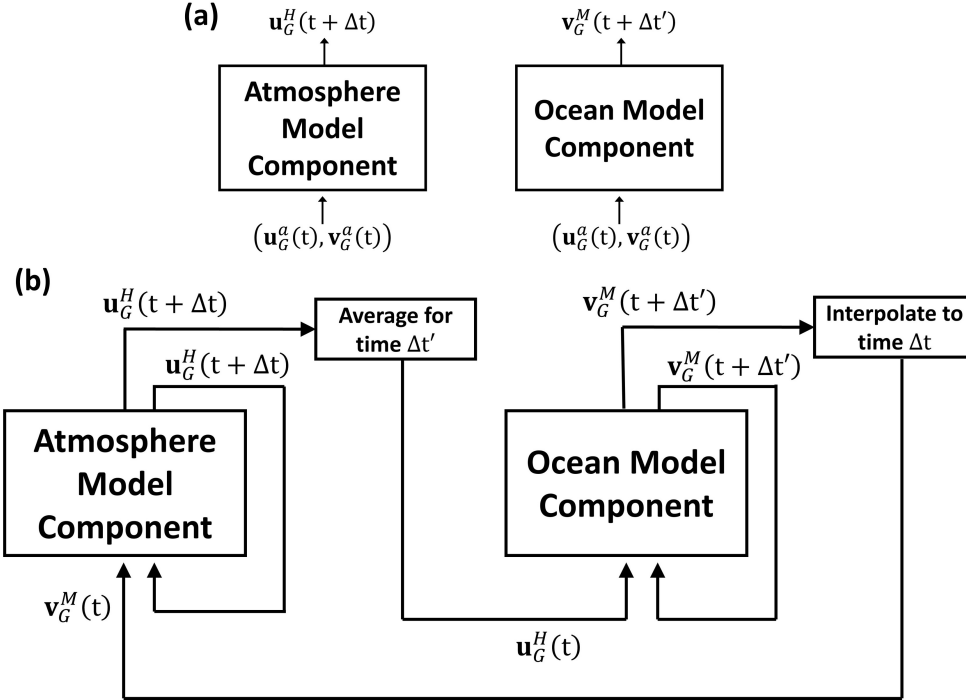 (a)
𝐮_G^H(t + Δt)
𝐯_G^M(t + Δt′)
Atmosphere
Model
Component
Ocean Model
Component
(𝐮_G^a(t), 𝐯_G^a(t))
(𝐮_G^a(t), 𝐯_G^a(t))
(b)
𝐮_G^H(t + Δt)
Average for
time Δt′
𝐮_G^H(t + Δt)
𝐯_G^M(t + Δt′)
Interpolate to
time Δt
𝐯_G^M(t + Δt′)
Atmosphere
Model
Component
Ocean Model
Component
𝐯_G^M(t)
𝐮_G^H(t)